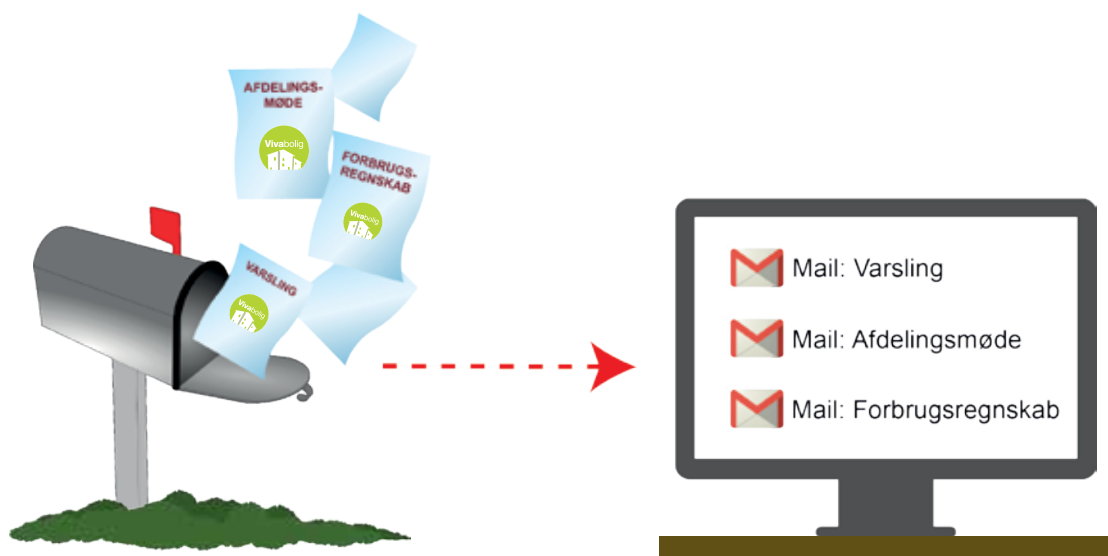 AFDELINGS-
MØDE
Vivabolig
FORBRUGS-
REGNSKAB
Vivabolig
VARSLING
Vivabolig
Mail: Varsling
Mail: Afdelingsmøde
Mail: Forbrugsregnskab